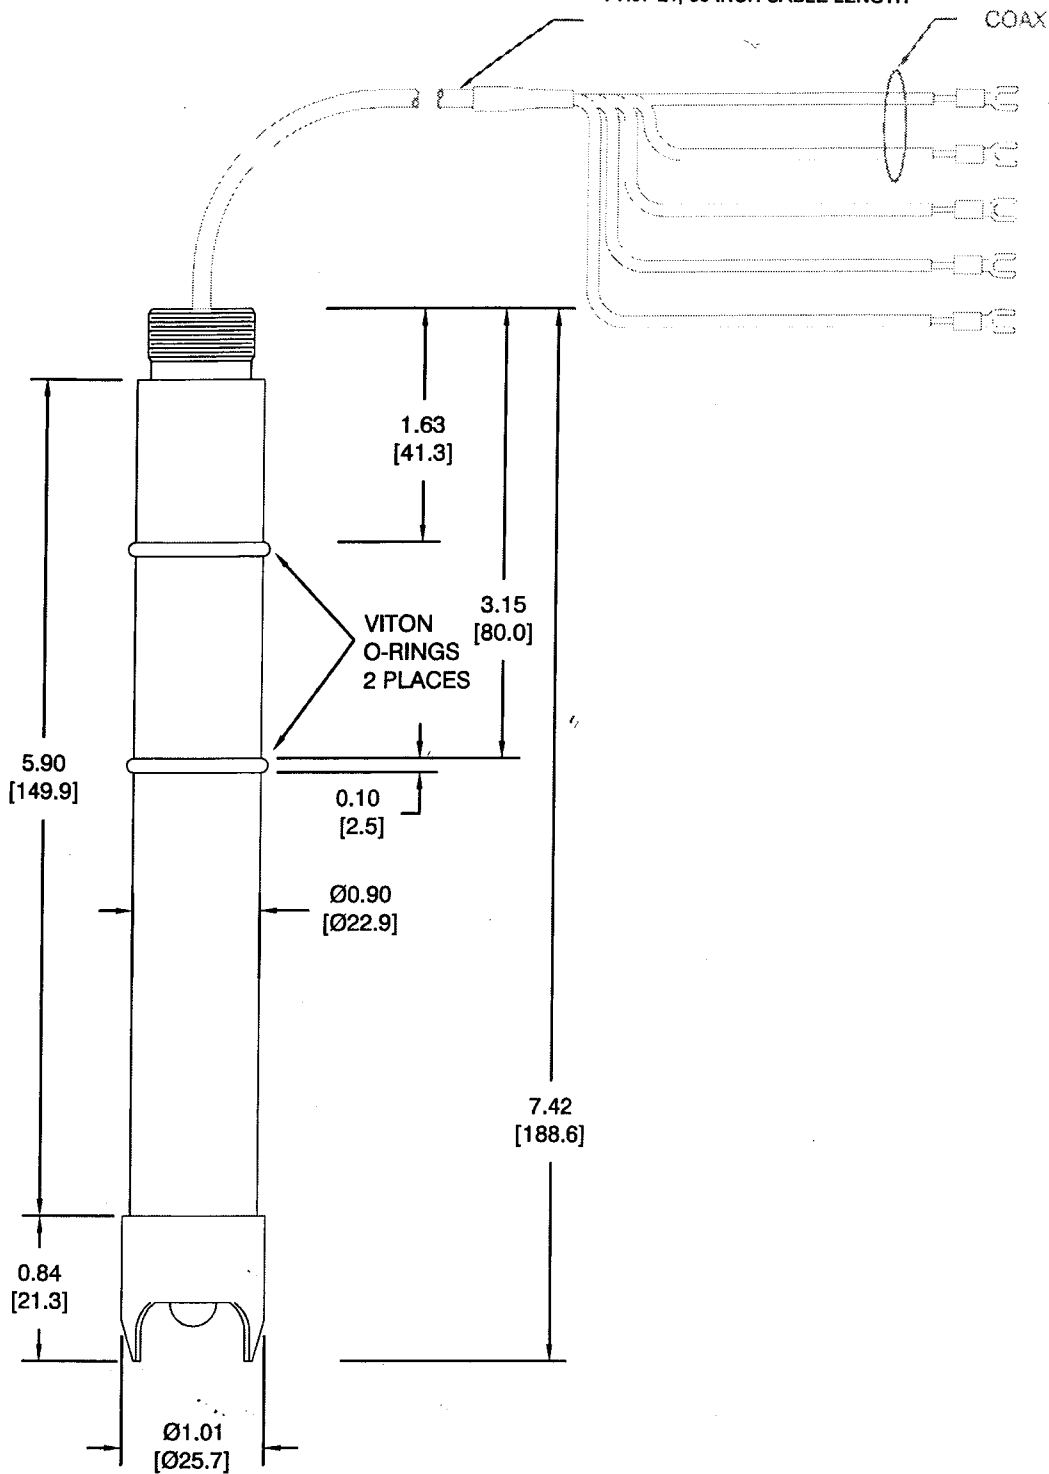 COAX
1.63
[41.3]
3.15
[80.0]
VITON
O-RINGS
2 PLACES
5.90
[149.9]
0.10
[2.5]
Ø0.90
[Ø22.9]
7.42
[188.6]
0.84
[21.3]
Ø1.01
[Ø25.7]